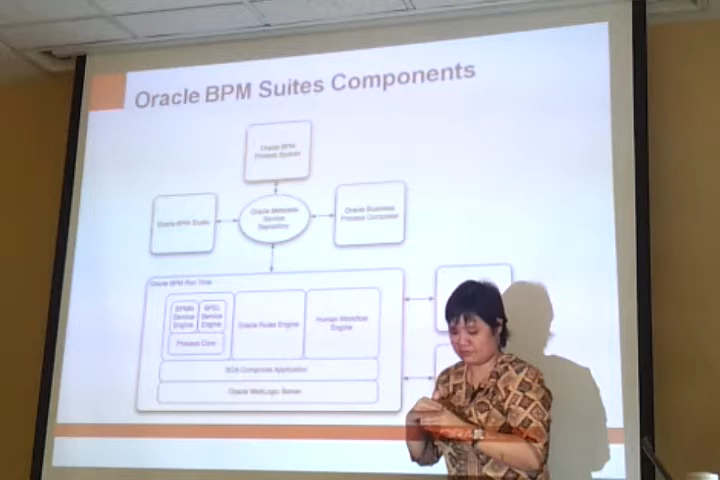 Oracle BPM Suites Components
Oracle BPM
Process Spaces
Oracle BPM Studio
Oracle Metadata
Service
Repository
Oracle Business
Process Composer
Oracle BPM Run Time
BPMN
Service
Engine
BPEL
Service
Engine
Process Core
Oracle Rules Engine
Human Workflow
Engine
SOA Composite Application
Oracle WebLogic Server